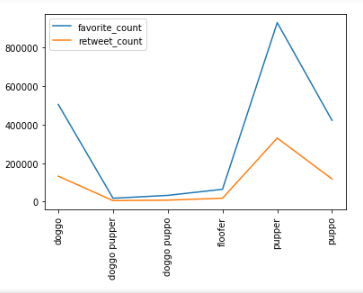 favorite_count
retweet_count
800000
600000
400000
200000
0
doggo
doggo pupper
doggo puppo
floofer
pupper
puppo